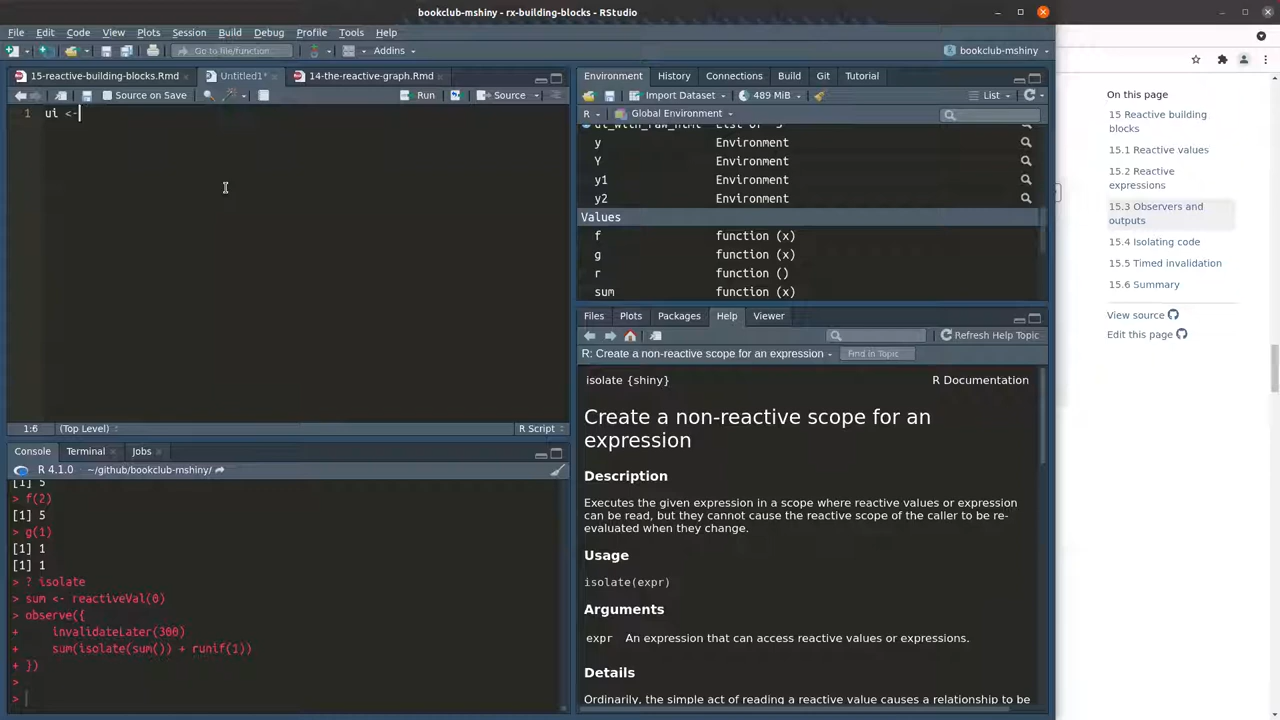 bookclub-mshiny - rx-building-blocks - RStudio
File Edit Code View Plots Session Build Debug Profile Tools Help
Go to file/function Addins bookclub-mshiny
15-reactive-building-blocks.Rmd Untitled1* 14-the-reactive-graph.Rmd
Source on Save Run Source
1 ui <-
1:6 (Top Level) R Script
Console Terminal Jobs
R 4.1.0 ~/github/bookclub-mshiny/
[1] 5
> f(2)
[1] 5
> g(1)
[1] 1
[1] 1
> ? isolate
> sum <- reactiveVal(0)
> observe({
+ invalidateLater(300)
+ sum(isolate(sum()) + runif(1))
+ })
>
>
Environment History Connections Build Git Tutorial
Import Dataset 489 MiB List
R Global Environment
y Environment
Y Environment
y1 Environment
y2 Environment
Values
f function (x)
g function (x)
r function ()
sum function (x)
Files Plots Packages Help Viewer
Refresh Help Topic
R: Create a non-reactive scope for an expression Find in Topic
isolate {shiny} R Documentation
Create a non-reactive scope for an
expression
Description
Executes the given expression in a scope where reactive values or expression
can be read, but they cannot cause the reactive scope of the caller to be re-
evaluated when they change.
Usage
isolate(expr)
Arguments
expr An expression that can access reactive values or expressions.
Details
Ordinarily, the simple act of reading a reactive value causes a relationship to be
On this page
15 Reactive building
blocks
15.1 Reactive values
15.2 Reactive
expressions
15.3 Observers and
outputs
15.4 Isolating code
15.5 Timed invalidation
15.6 Summary
View source
Edit this page